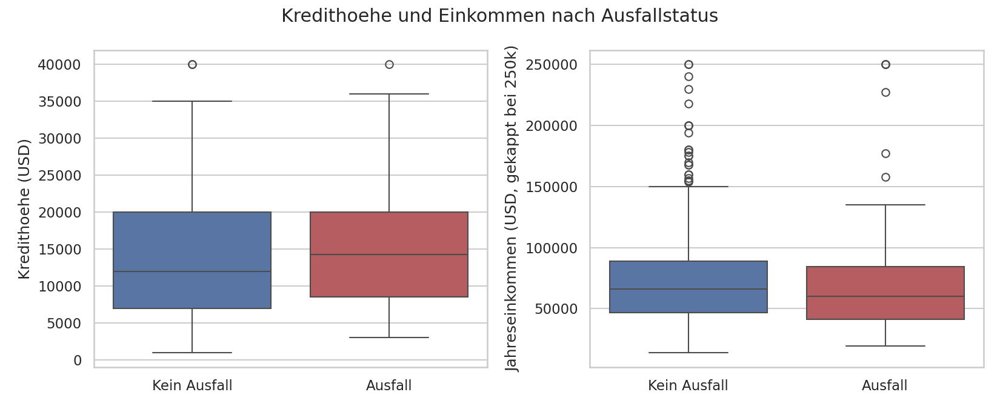 Kredithoehe und Einkommen nach Ausfallstatus
Kredithoehe (USD)
40000
35000
30000
25000
20000
15000
10000
5000
0
Kein Ausfall
Ausfall
Jahreseinkommen (USD, gekappt bei 250k)
250000
200000
150000
100000
50000
Kein Ausfall
Ausfall